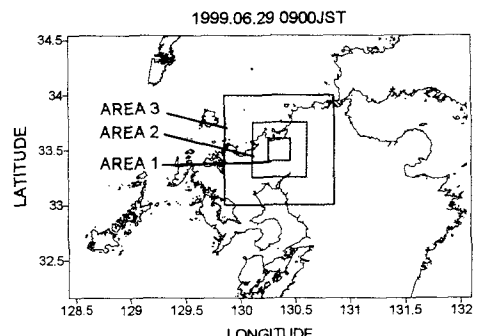 1999.06.29 0900JST
34.5
34
33.5
33
32.5
LATITUDE
AREA 3
AREA 2
AREA 1
128.5 129 129.5 130 130.5 131 131.5 132
LONGITUDE